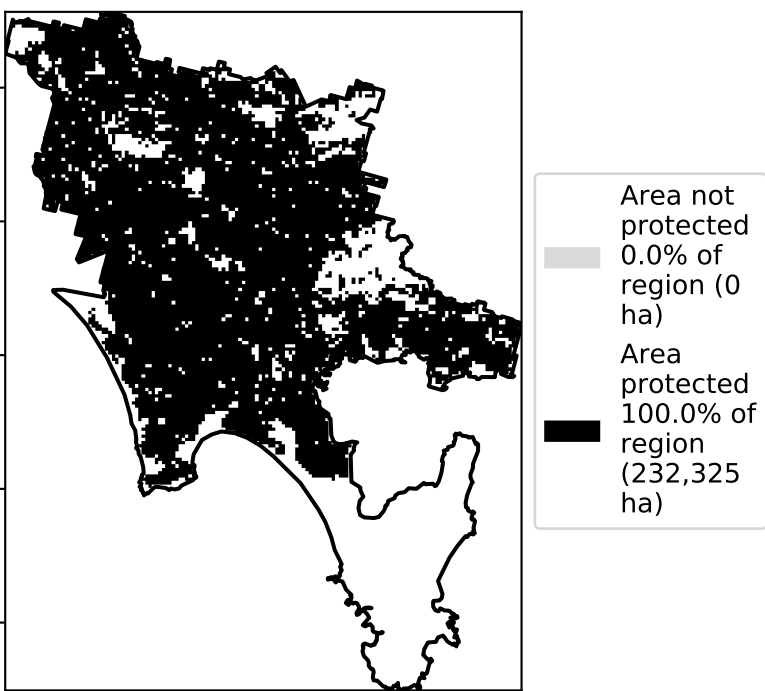 Area not
protected
0.0% of
region (0
ha)
Area
protected
100.0% of
region
(232,325
ha)